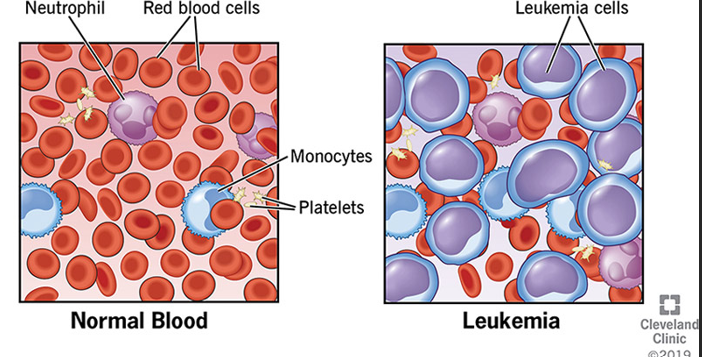 Neutrophil
Red blood cells
Leukemia cells
Monocytes
Platelets
Normal Blood
Leukemia
Cleveland
Clinic
©2019